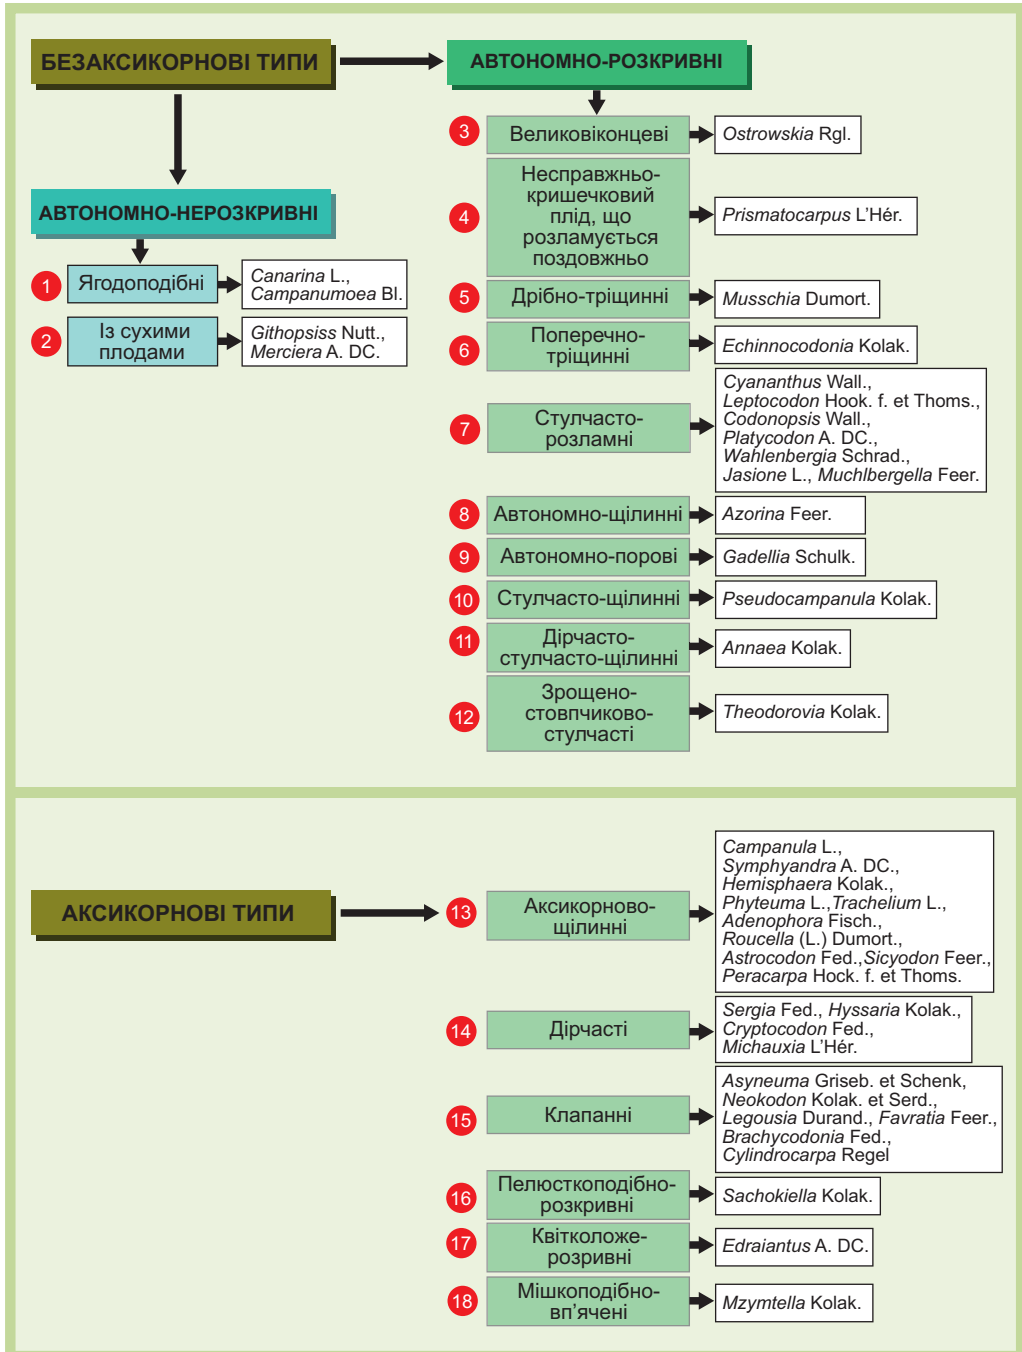 БЕЗАКСИКОРНОВІ ТИПИ
АВТОНОМНО-РОЗКРИВНІ
АВТОНОМНО-НЕРОЗКРИВНІ
1
Ягодоподібні
Canarina L.,
Campanumoea Bl.
2
Із сухими
плодами
Githopsiss Nutt.,
Merciera A. DC.
3
Великовіконцеві
Ostrowskia Rgl.
4
Несправжньо-
кришечковий
плід, що
розламується
поздовжньо
Prismatocarpus L'Hér.
5
Дрібно-тріщинні
Musschia Dumort.
6
Поперечно-
тріщинні
Echinnocodonia Kolak.
7
Стулчасто-
розламні
Cyananthus Wall.,
Leptocodon Hook. f. et Thoms.,
Codonopsis Wall.,
Platycodon A. DC.,
Wahlenbergia Schrad.,
Jasione L., Muchlbergella Feer.
8
Автономно-щілинні
Azorina Feer.
9
Автономно-порові
Gadellia Schulk.
10
Стулчасто-щілинні
Pseudocampanula Kolak.
11
Дірчасто-
стулчасто-щілинні
Annaea Kolak.
12
Зрощено-
стовпчиково-
стулчасті
Theodorovia Kolak.
АКСИКОРНОВІ ТИПИ
13
Аксикорново-
щілинні
Campanula L.,
Symphyandra A. DC.,
Hemisphaera Kolak.,
Phyteuma L.,Trachelium L.,
Adenophora Fisch.,
Roucella (L.) Dumort.,
Astrocodon Fed.,Sicyodon Feer.,
Peracarpa Hock. f. et Thoms.
14
Дірчасті
Sergia Fed., Hyssaria Kolak.,
Cryptocodon Fed.,
Michauxia L'Hér.
15
Клапанні
Asyneuma Griseb. et Schenk,
Neokodon Kolak. et Serd.,
Legousia Durand., Favratia Feer.,
Brachycodonia Fed.,
Cylindrocarpa Regel
16
Пелюсткоподібно-
розкривні
Sachokiella Kolak.
17
Квітколоже-
розривні
Edraiantus A. DC.
18
Мішкоподібно-
вп'ячені
Mzymtella Kolak.